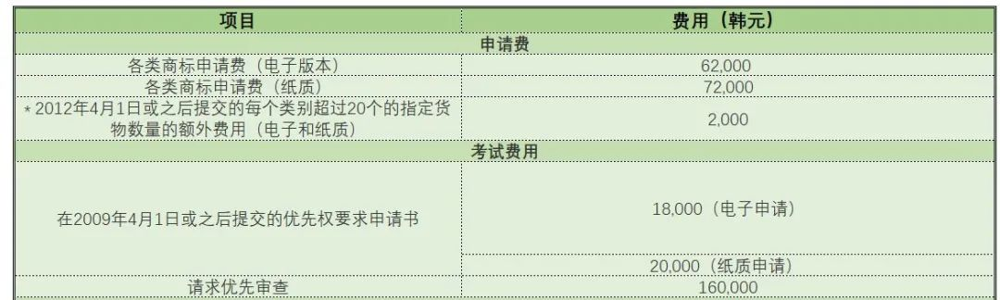 项目 费用（韩元）
申请费
各类商标申请费（电子版本） 62,000
各类商标申请费（纸质） 72,000
* 2012年4月1日或之后提交的每个类别超过20个的指定货
物数量的额外费用（电子和纸质） 2,000
考试费用
在2009年4月1日或之后提交的优先权要求申请书 18,000（电子申请）
20,000（纸质申请）
请求优先审查 160,000